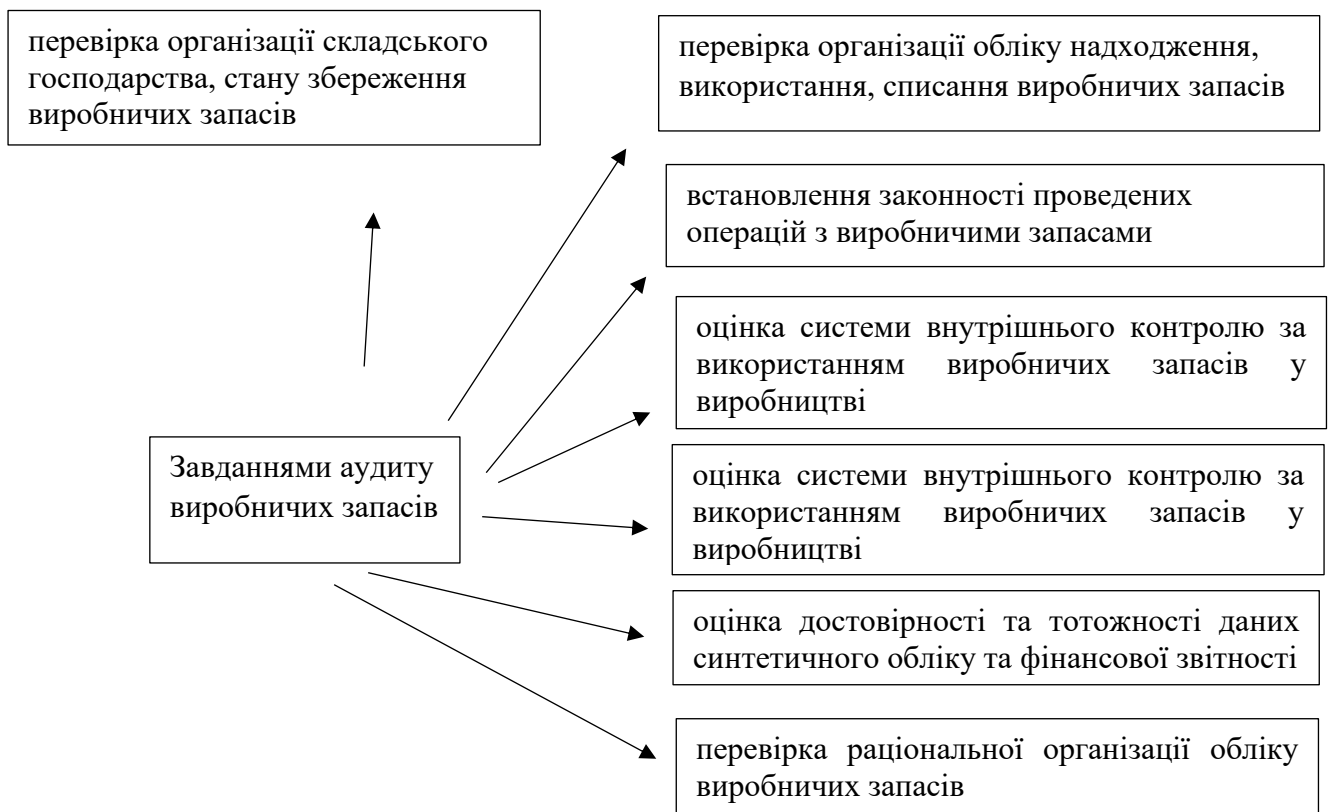 перевірка організації складського
господарства, стану збереження
виробничих запасів
перевірка організації обліку надходження,
використання, списання виробничих запасів
встановлення законності проведених
операцій з виробничими запасами
оцінка системи внутрішнього контролю за
використанням виробничих запасів у
виробництві
Завданнями аудиту
виробничих запасів
оцінка системи внутрішнього контролю за
використанням виробничих запасів у
виробництві
оцінка достовірності та тотожності даних
синтетичного обліку та фінансової звітності
перевірка раціональної організації обліку
виробничих запасів